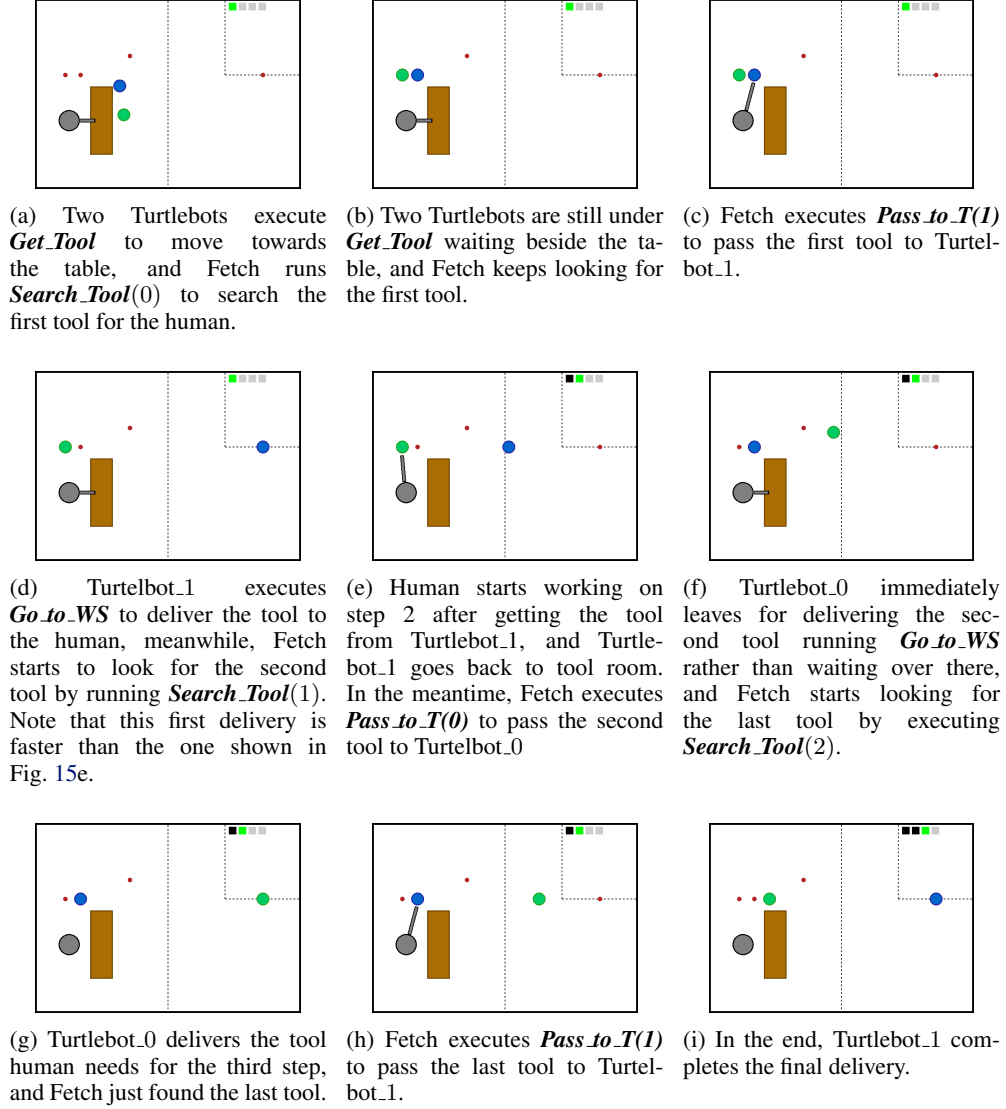 (a) Two Turtlebots execute
Get_Tool to move towards
the table, and Fetch runs
Search_Tool(0) to search the
first tool for the human.
(b) Two Turtlebots are still under
Get_Tool waiting beside the ta-
ble, and Fetch keeps looking for
the first tool.
(c) Fetch executes Pass_to_T(1)
to pass the first tool to Turtel-
bot_1.
(d) Turtelbot_1 executes
Go_to_WS to deliver the tool to
the human, meanwhile, Fetch
starts to look for the second
tool by running Search_Tool(1).
Note that this first delivery is
faster than the one shown in
Fig. 15e.
(e) Human starts working on
step 2 after getting the tool
from Turtlebot_1, and Turtle-
bot_1 goes back to tool room.
In the meantime, Fetch executes
Pass_to_T(0) to pass the second
tool to Turtelbot_0
(f) Turtlebot_0 immediately
leaves for delivering the sec-
ond tool running Go_to_WS
rather than waiting over there,
and Fetch starts looking for
the last tool by executing
Search_Tool(2).
(g) Turtlebot_0 delivers the tool
human needs for the third step,
and Fetch just found the last tool.
(h) Fetch executes Pass_to_T(1)
to pass the last tool to Turtel-
bot_1.
(i) In the end, Turtlebot_1 com-
pletes the final delivery.